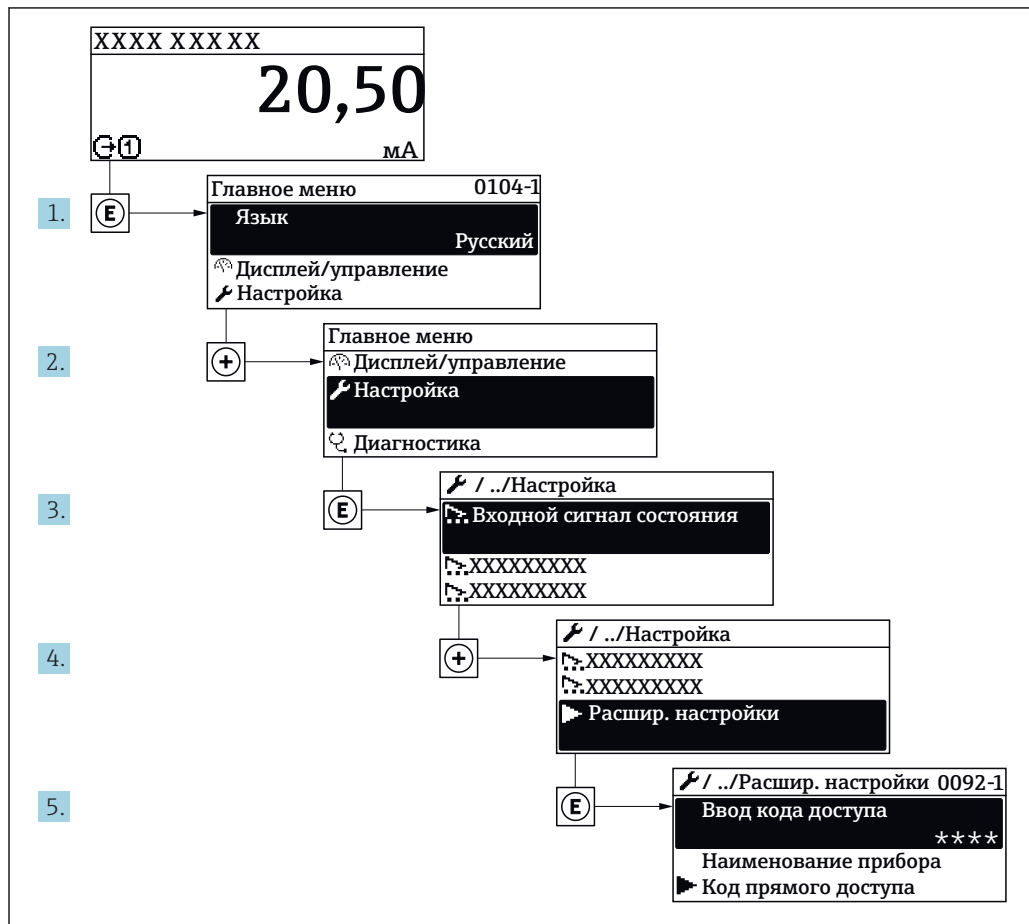 XXXX XXXXX
20,50
мА
1.
E
Главное меню 0104-1
Язык
Русский
Дисплей/управление
Настройка
2.
+
Главное меню
Дисплей/управление
Настройка
Диагностика
3.
E
/ ../Настройка
Входной сигнал состояния
XXXXXXXXX
XXXXXXXXX
4.
+
/ ../Настройка
XXXXXXXXX
XXXXXXXXX
Расшир. настройки
5.
E
/ ../Расшир. настройки 0092-1
Ввод кода доступа
****
Наименование прибора
Код прямого доступа